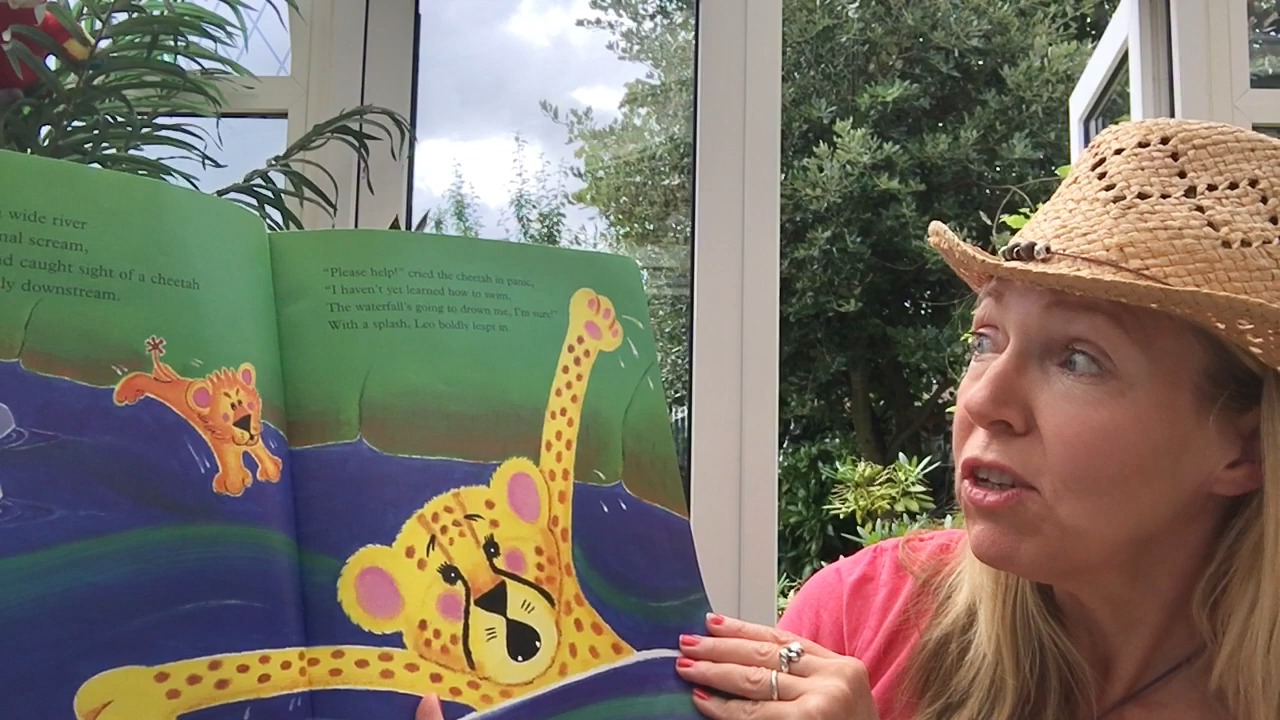 wide river
nal scream,
nd caught sight of a cheetah
ly downstream.
"Please help!" cried the cheetah in panic,
"I haven't yet learned how to swim,
The waterfall's going to drown me, I'm sure!"
With a splash, Leo boldly leapt in.